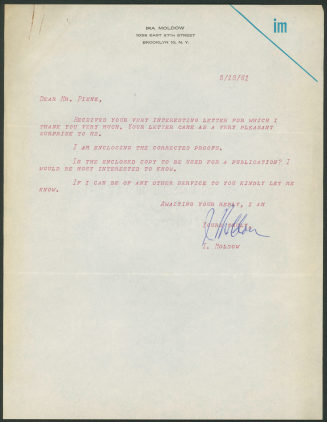 im
IRA MOLDOW
1038 EAST 57TH STREET
BROOKLYN 10, N. Y.
5/15/61
DEAR MR. PIENE,
RECEIVED YOUR VERY INTERESTING LETTER FOR WHICH I
THANK YOU VERY MUCH. YOUR LETTER CAME AS A VERY PLEASANT
SURPRISE TO ME.
I AM ENCLOSING THE CORRECTED PROOFS.
IS THE ENCLOSED COPY TO BE USED FOR A PUBLICATION? I
WOULD BE MOST INTERESTED TO KNOW.
IF I CAN BE OF ANY OTHER SERVICE TO YOU KINDLY LET ME
KNOW.
AWAITING YOUR REPLY, I AM
I. MOLDOW